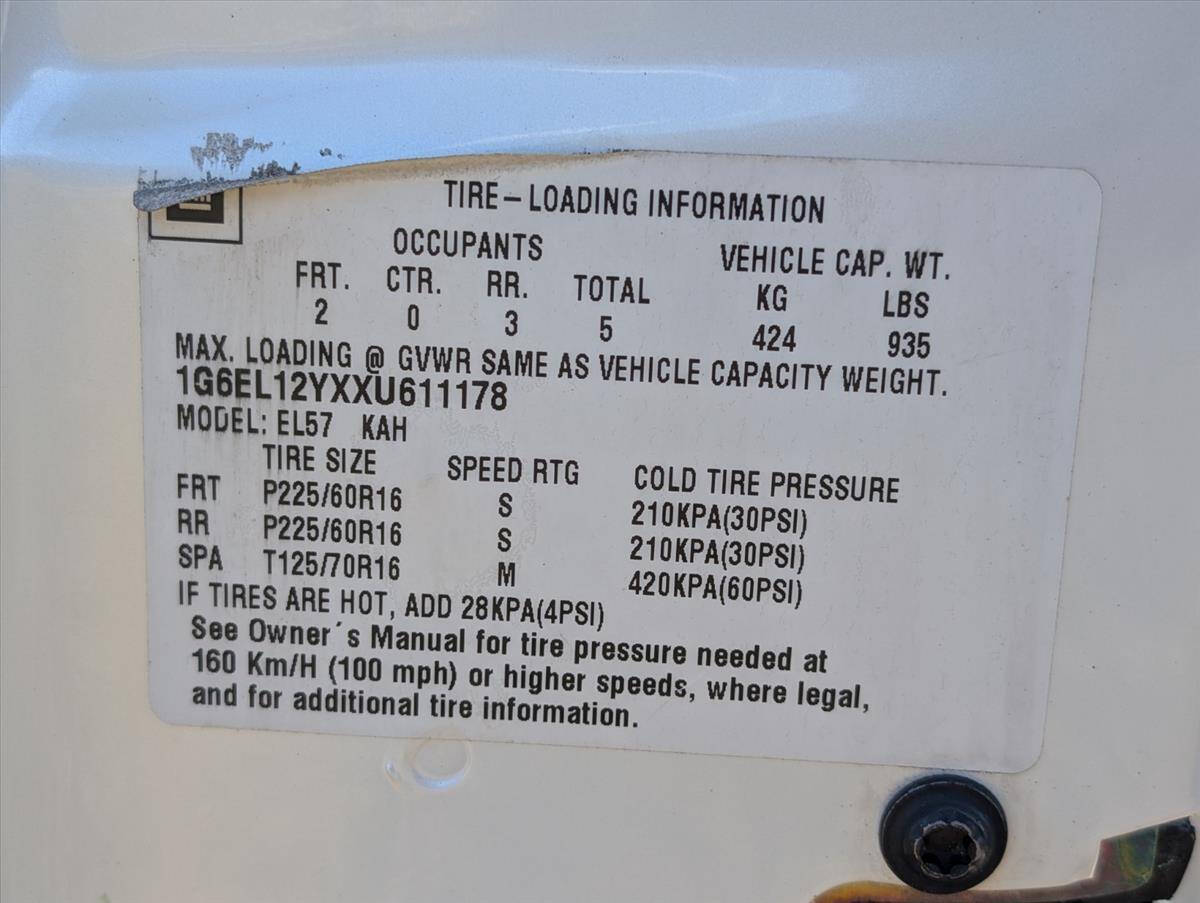 TIRE-LOADING INFORMATION
OCCUPANTS VEHICLE CAP. WT.
FRT. CTR. RR. TOTAL KG LBS
2 0 3 5 424 935
MAX. LOADING @ GVWR SAME AS VEHICLE CAPACITY WEIGHT.
1G6EL12YXXU611178
MODEL: EL57 KAH
TIRE SIZE SPEED RTG COLD TIRE PRESSURE
FRT P225/60R16 S 210KPA(30PSI)
RR P225/60R16 S 210KPA(30PSI)
SPA T125/70R16 M 420KPA(60PSI)
IF TIRES ARE HOT, ADD 28KPA(4PSI)
See Owner´s Manual for tire pressure needed at
160 Km/H (100 mph) or higher speeds, where legal,
and for additional tire information.